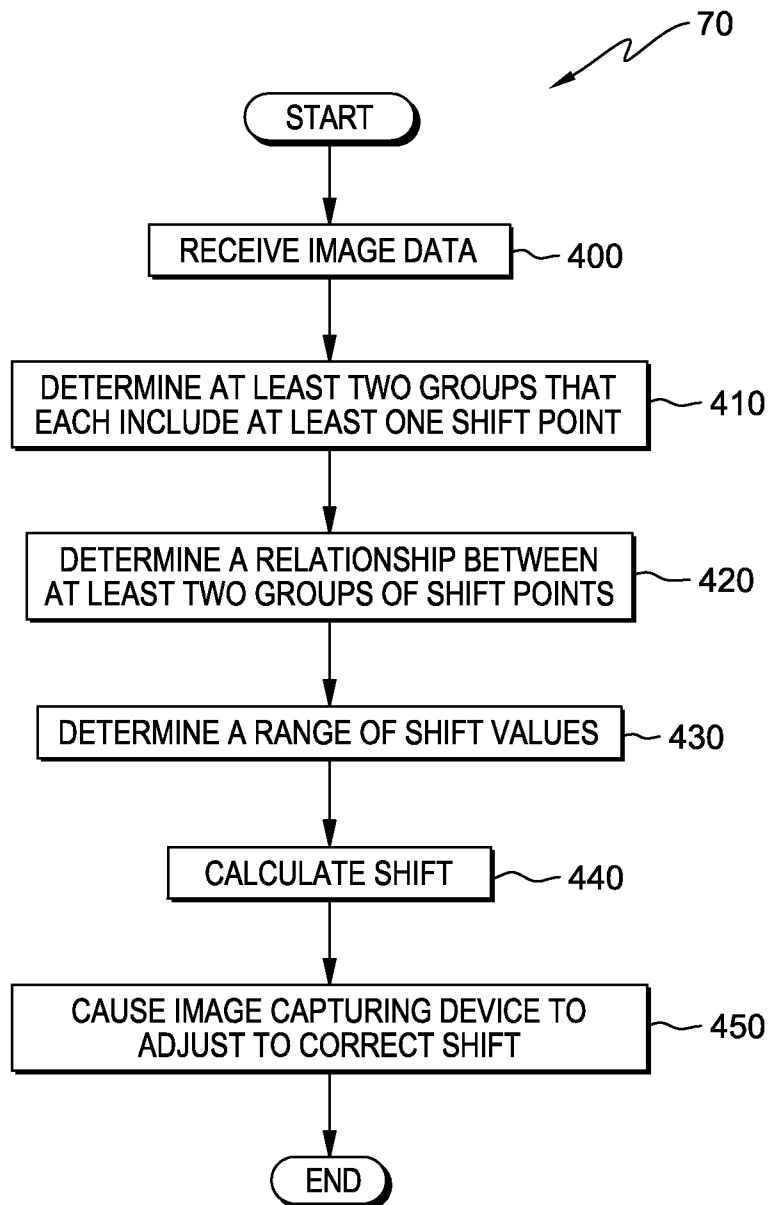 70
START
RECEIVE IMAGE DATA
400
DETERMINE AT LEAST TWO GROUPS THAT
EACH INCLUDE AT LEAST ONE SHIFT POINT
410
DETERMINE A RELATIONSHIP BETWEEN
AT LEAST TWO GROUPS OF SHIFT POINTS
420
DETERMINE A RANGE OF SHIFT VALUES
430
CALCULATE SHIFT
440
CAUSE IMAGE CAPTURING DEVICE TO
ADJUST TO CORRECT SHIFT
450
END